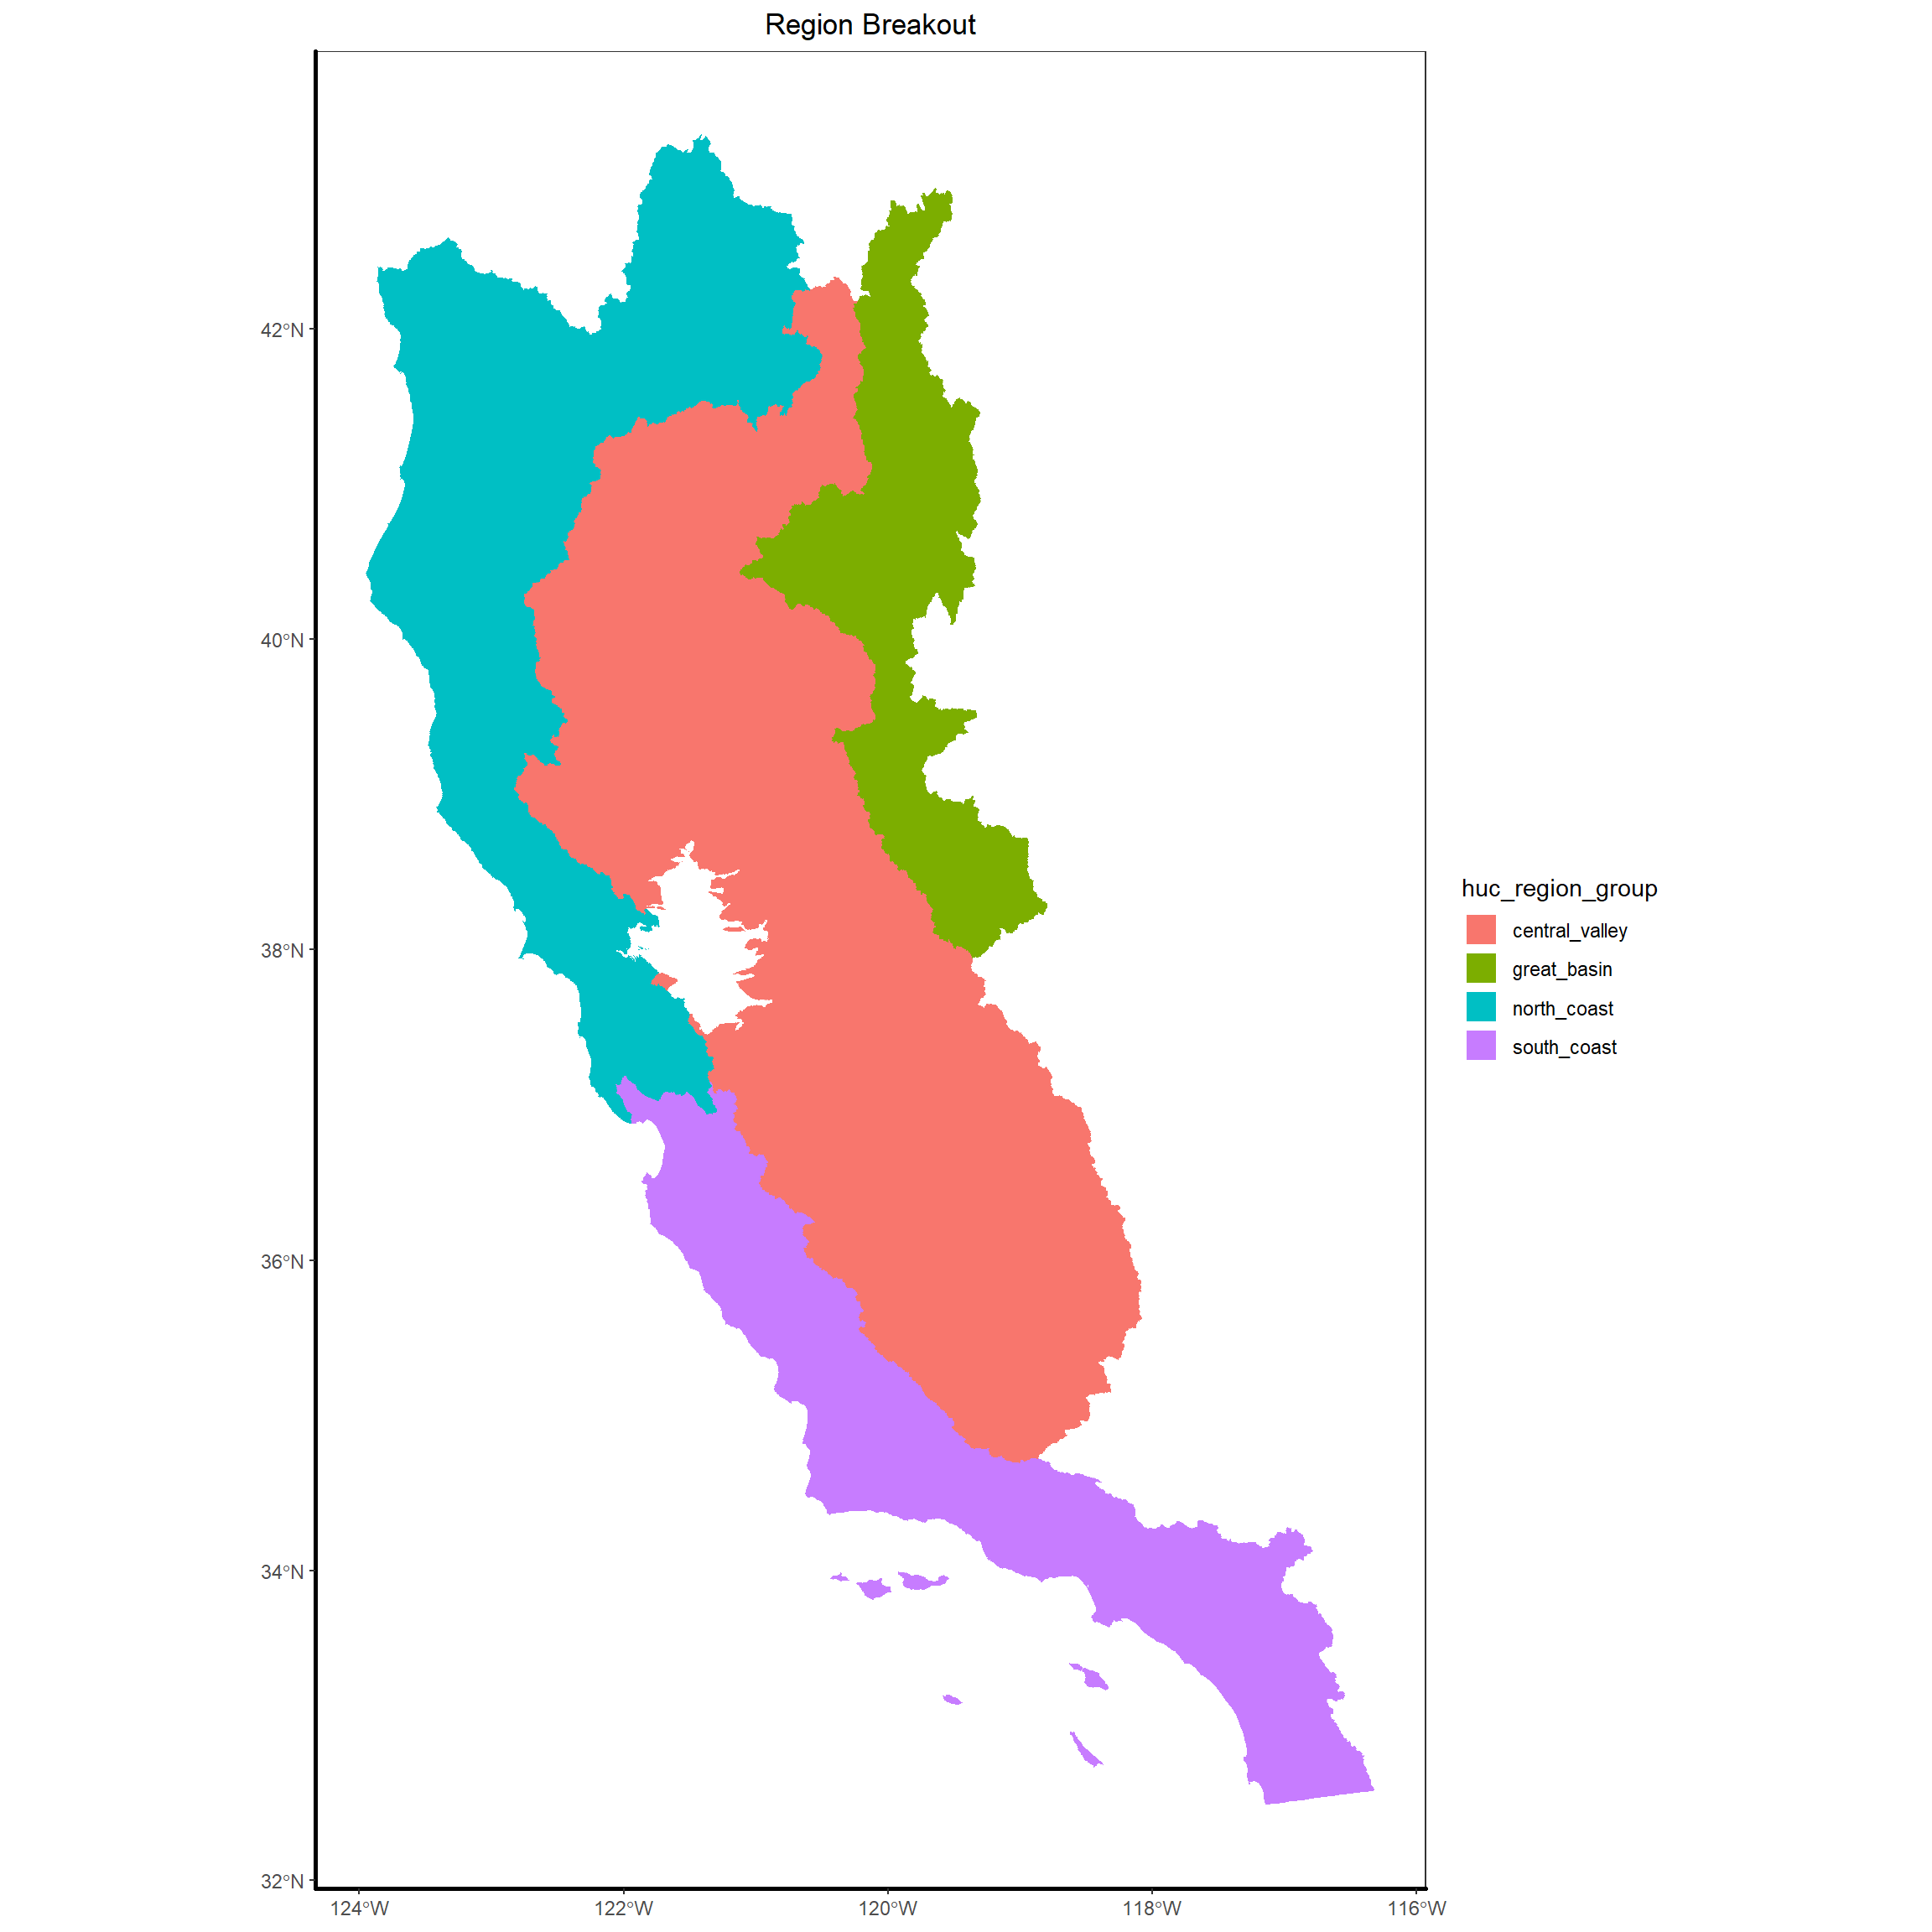 Region Breakout
42°N
40°N
38°N
36°N
34°N
32°N
124°W
122°W
120°W
118°W
116°W
huc_region_group
central_valley
great_basin
north_coast
south_coast